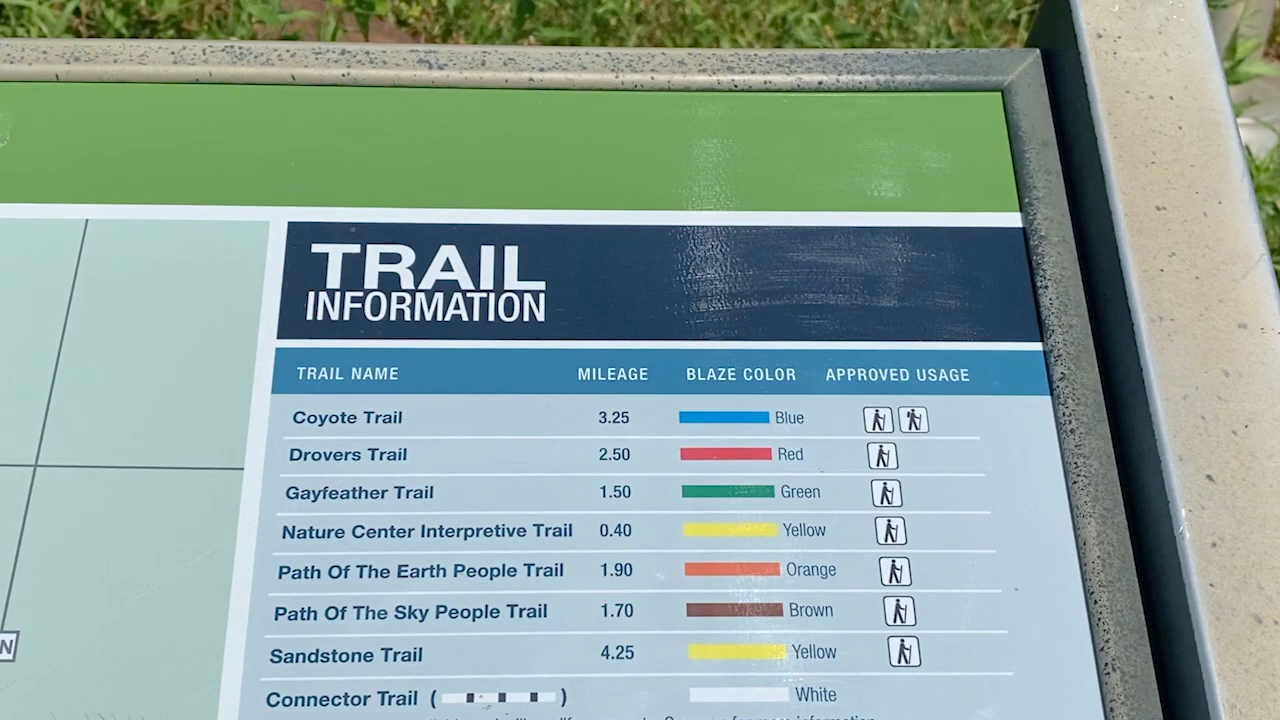 TRAIL
INFORMATION
TRAIL NAME MILEAGE BLAZE COLOR APPROVED USAGE
Coyote Trail 3.25 Blue
Drovers Trail 2.50 Red
Gayfeather Trail 1.50 Green
Nature Center Interpretive Trail 0.40 Yellow
Path Of The Earth People Trail 1.90 Orange
Path Of The Sky People Trail 1.70 Brown
N
Sandstone Trail 4.25 Yellow
Connector Trail ( ) White